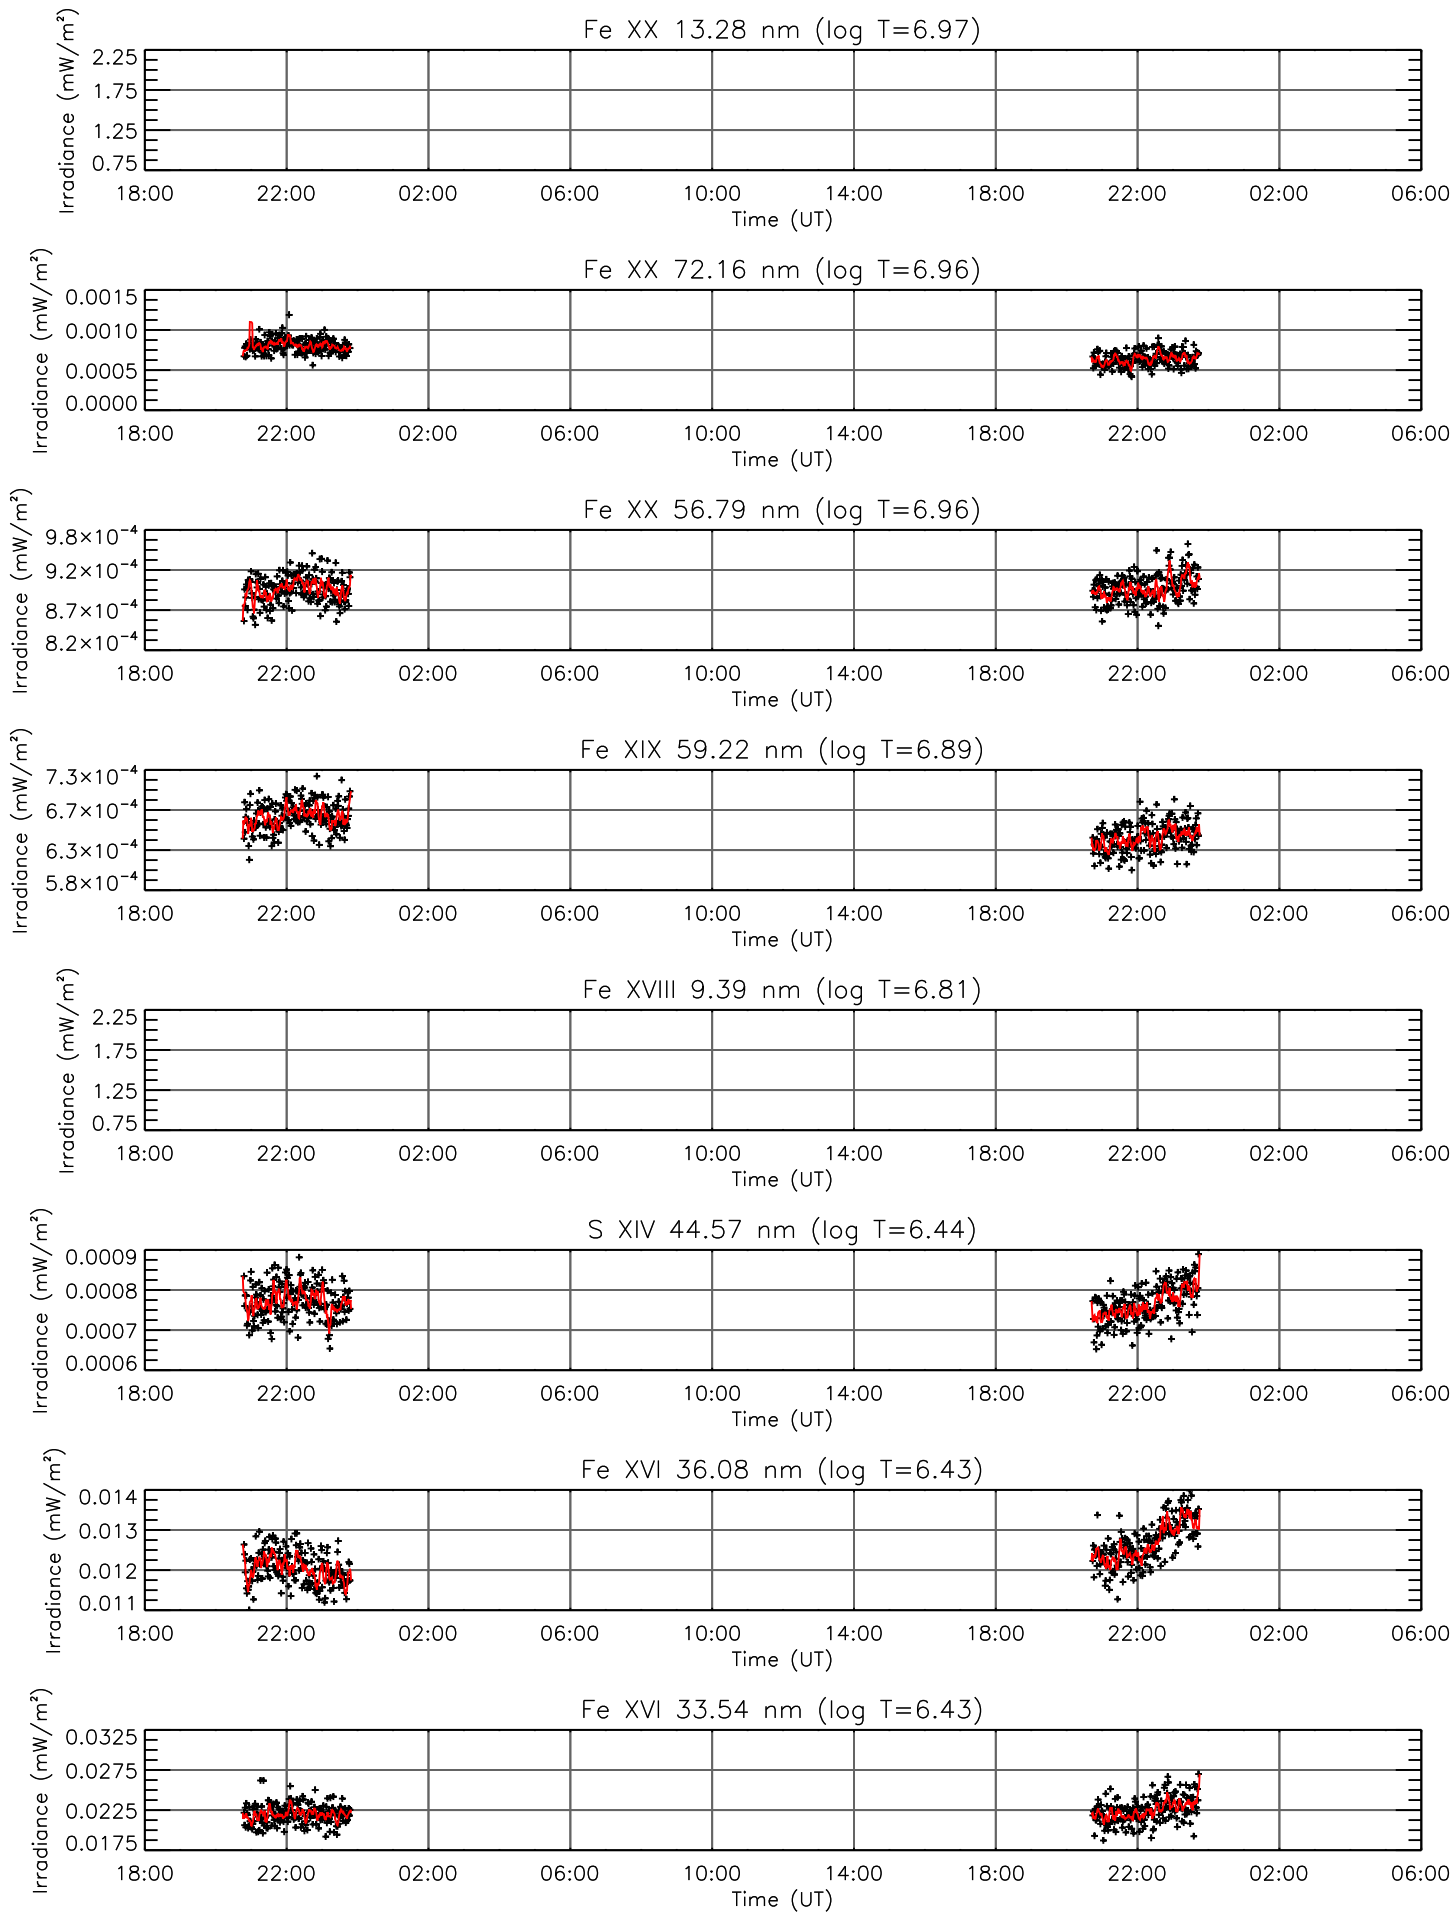 Fe XX 13.28 nm (log T=6.97)
Irradiance (mW/m²)
2.25
1.75
1.25
0.75
18:00 22:00 02:00 06:00 10:00 14:00 18:00 22:00 02:00 06:00
Time (UT)
Fe XX 72.16 nm (log T=6.96)
Irradiance (mW/m²)
0.0015
0.0010
0.0005
0.0000
18:00 22:00 02:00 06:00 10:00 14:00 18:00 22:00 02:00 06:00
Time (UT)
Fe XX 56.79 nm (log T=6.96)
Irradiance (mW/m²)
9.8×10⁻⁴
9.2×10⁻⁴
8.7×10⁻⁴
8.2×10⁻⁴
18:00 22:00 02:00 06:00 10:00 14:00 18:00 22:00 02:00 06:00
Time (UT)
Fe XIX 59.22 nm (log T=6.89)
Irradiance (mW/m²)
7.3×10⁻⁴
6.7×10⁻⁴
6.3×10⁻⁴
5.8×10⁻⁴
18:00 22:00 02:00 06:00 10:00 14:00 18:00 22:00 02:00 06:00
Time (UT)
Fe XVIII 9.39 nm (log T=6.81)
Irradiance (mW/m²)
2.25
1.75
1.25
0.75
18:00 22:00 02:00 06:00 10:00 14:00 18:00 22:00 02:00 06:00
Time (UT)
S XIV 44.57 nm (log T=6.44)
Irradiance (mW/m²)
0.0009
0.0008
0.0007
0.0006
18:00 22:00 02:00 06:00 10:00 14:00 18:00 22:00 02:00 06:00
Time (UT)
Fe XVI 36.08 nm (log T=6.43)
Irradiance (mW/m²)
0.014
0.013
0.012
0.011
18:00 22:00 02:00 06:00 10:00 14:00 18:00 22:00 02:00 06:00
Time (UT)
Fe XVI 33.54 nm (log T=6.43)
Irradiance (mW/m²)
0.0325
0.0275
0.0225
0.0175
18:00 22:00 02:00 06:00 10:00 14:00 18:00 22:00 02:00 06:00
Time (UT)